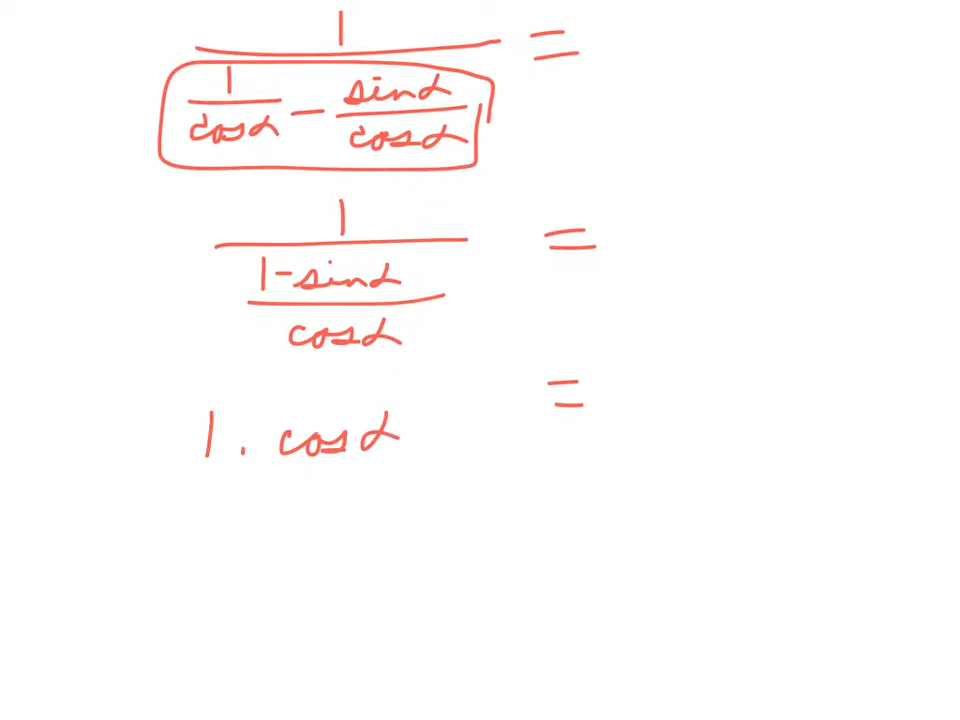 1
1/cosα − sinα/cosα =
1
1−sinα =
cosα
1 · cosα =